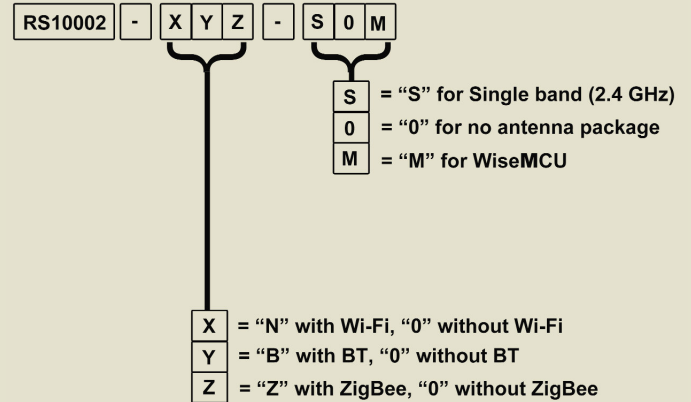 RS10002 - X Y Z - S 0 M
S = “S” for Single band (2.4 GHz)
0 = “0” for no antenna package
M = “M” for WiseMCU
X = “N” with Wi-Fi, “0” without Wi-Fi
Y = “B” with BT, “0” without BT
Z = “Z” with ZigBee, “0” without ZigBee